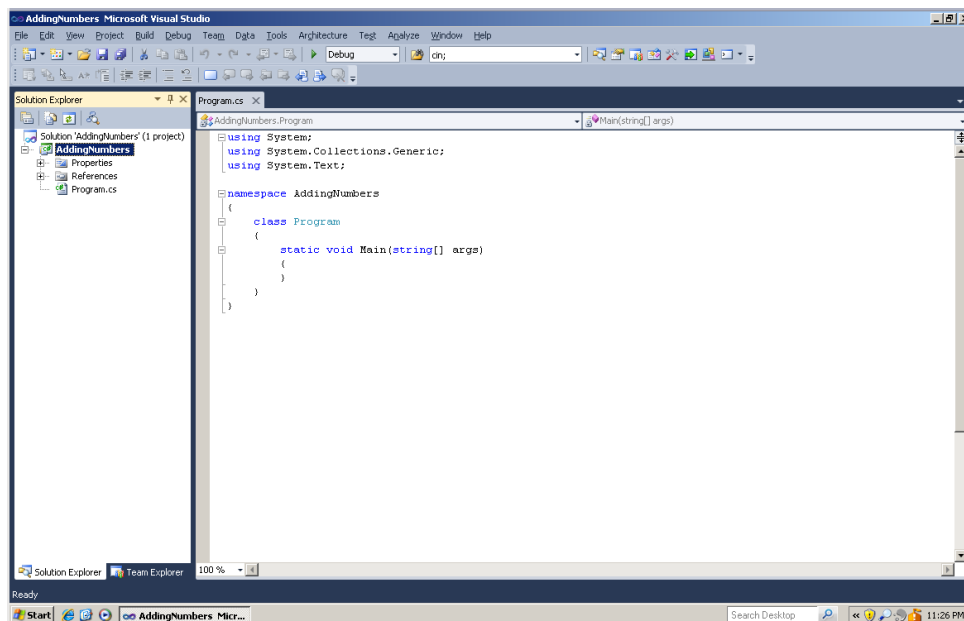 AddingNumbers Microsoft Visual Studio
File Edit View Project Build Debug Team Data Tools Architecture Test Analyze Window Help
Debug cin;
Solution Explorer
Program.cs
AddingNumbers.Program
Main(string[] args)
Solution 'AddingNumbers' (1 project)
AddingNumbers
Properties
References
Program.cs
using System;
using System.Collections.Generic;
using System.Text;
namespace AddingNumbers
{
class Program
{
static void Main(string[] args)
{
}
}
}
Solution Explorer Team Explorer
100 %
Ready
Start AddingNumbers Micr... Search Desktop 11:26 PM